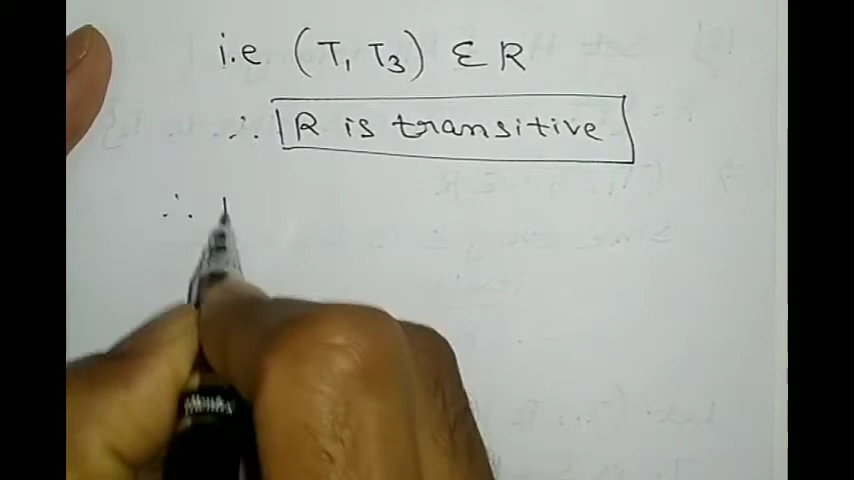 i.e (T₁ T₃) ∈ R
∴ R is transitive
∴